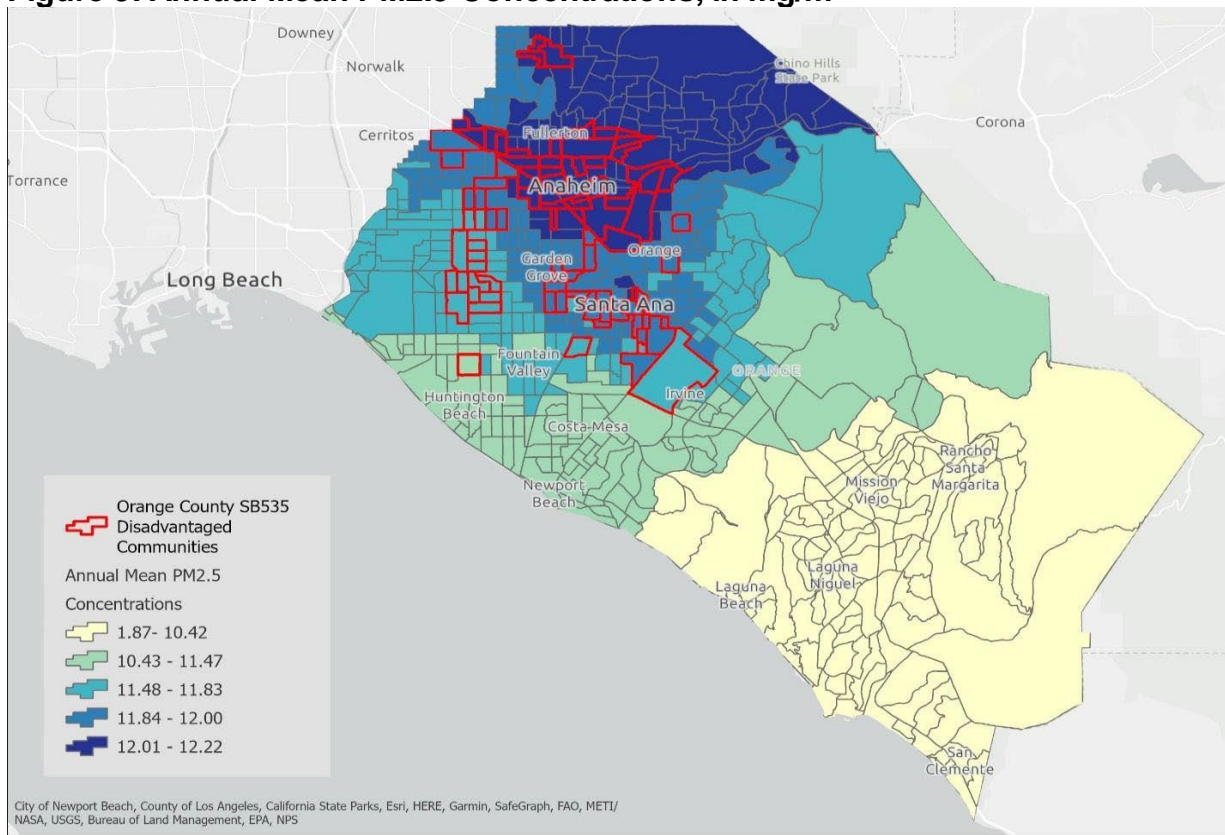 Downey
Norwalk
Chino Hills
State Park
Corona
Cerritos
Fullerton
Torrance
Anaheim
Orange
Garden
Grove
Long Beach
Santa Ana
Fountain
Valley
ORANGE
Irvine
Huntington
Beach
Costa Mesa
Rancho
Santa
Margarita
Mission
Viejo
Newport
Beach
Laguna
Niguel
Laguna
Beach
San
Clemente
Orange County SB535
Disadvantaged
Communities
Annual Mean PM2.5
Concentrations
1.87- 10.42
10.43 - 11.47
11.48 - 11.83
11.84 - 12.00
12.01 - 12.22
City of Newport Beach, County of Los Angeles, California State Parks, Esri, HERE, Garmin, SafeGraph, FAO, METI/
NASA, USGS, Bureau of Land Management, EPA, NPS